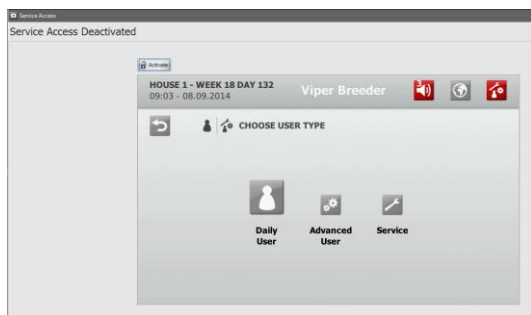 Service Access
Service Access Deactivated
Activate
HOUSE 1 - WEEK 18 DAY 132
09:03 - 08.09.2014
Viper Breeder
3
CHOOSE USER TYPE
Daily User
Advanced User
Service